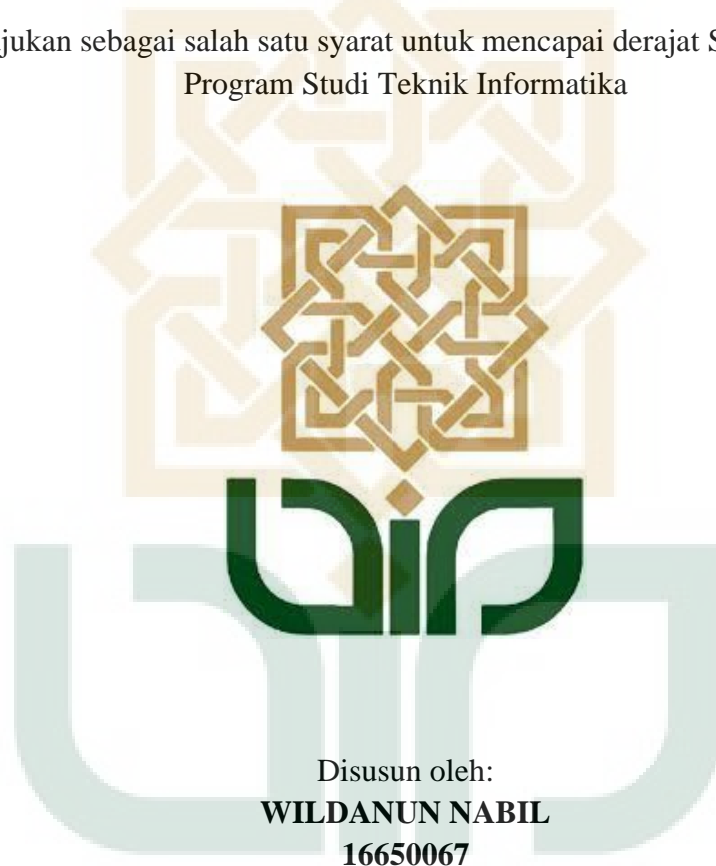 jukan sebagai salah satu syarat untuk mencapai derajat S
Program Studi Teknik Informatika
Disusun oleh:
WILDANUN NABIL
16650067